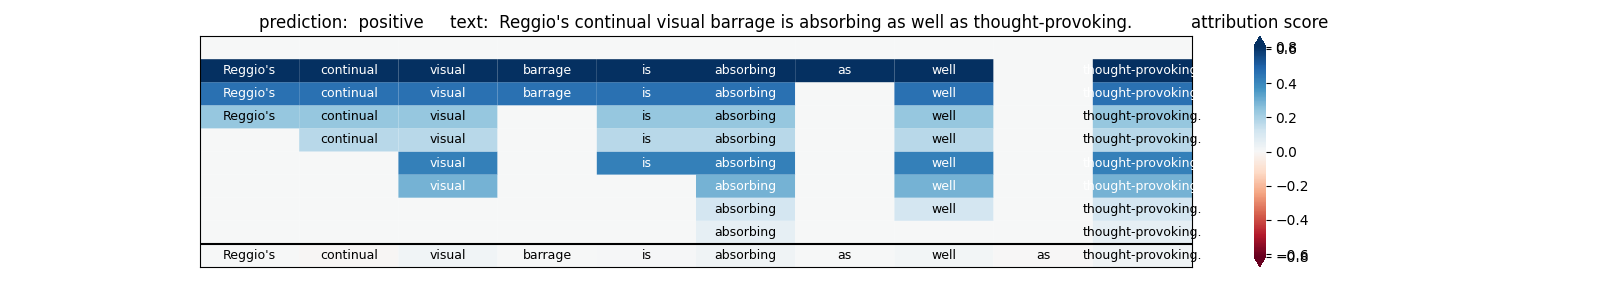 prediction:  positive     text:  Reggio's continual visual barrage is absorbing as well as thought-provoking.     attribution score
Reggio's continual visual barrage is absorbing as well thought-provoking.
Reggio's continual visual barrage is absorbing well thought-provoking.
Reggio's continual visual is absorbing well thought-provoking.
continual visual is absorbing well thought-provoking.
visual is absorbing well thought-provoking.
visual absorbing well thought-provoking.
absorbing well thought-provoking.
absorbing thought-provoking.
Reggio's continual visual barrage is absorbing as well as thought-provoking.
0.8
0.6
0.4
0.2
0.0
−0.2
−0.4
−0.6
−0.8